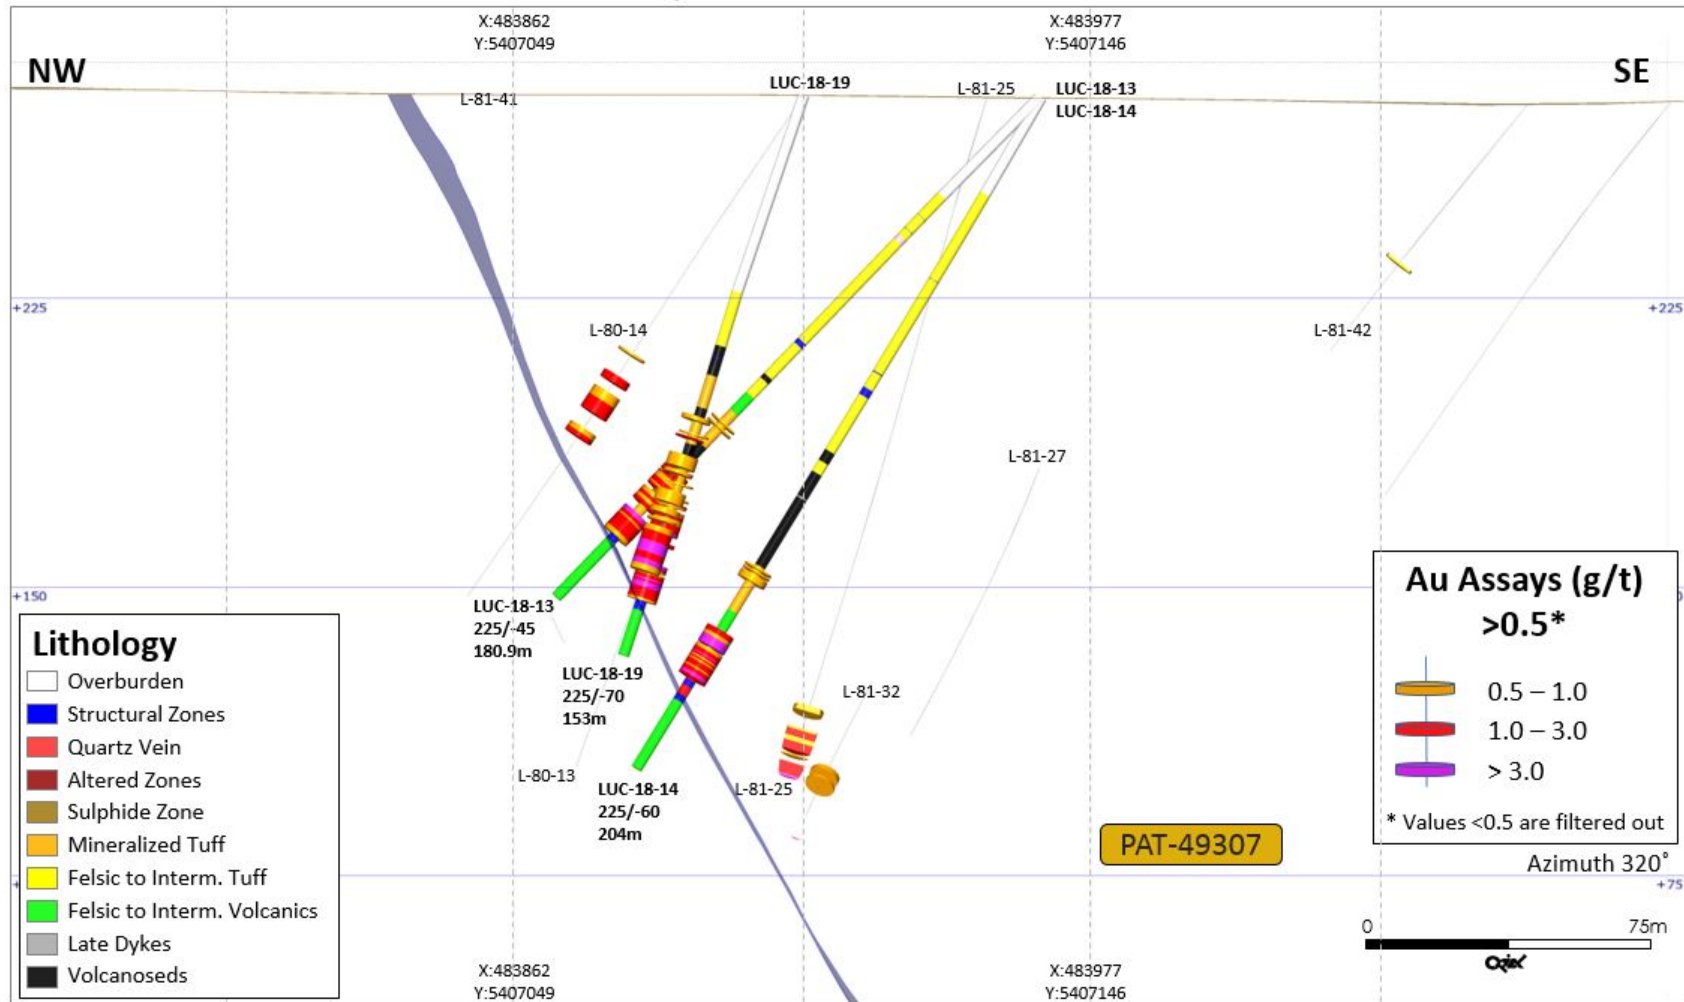 X:483862
Y:5407049
X:483977
Y:5407146
NW
SE
LUC-18-19
L-81-25
LUC-18-13
LUC-18-14
L-81-41
+225
+225
L-80-14
L-81-42
L-81-27
+150
LUC-18-13
225/-45
180.9m
LUC-18-19
225/-70
153m
L-81-32
L-80-13
L-81-25
LUC-18-14
225/-60
204m
Lithology
Overburden
Structural Zones
Quartz Vein
Altered Zones
Sulphide Zone
Mineralized Tuff
Felsic to Interm. Tuff
Felsic to Interm. Volcanics
Late Dykes
Volcanoseds
Au Assays (g/t)
>0.5*
0.5 – 1.0
1.0 – 3.0
> 3.0
* Values <0.5 are filtered out
PAT-49307
Azimuth 320°
+75
0 75m
X:483862
Y:5407049
X:483977
Y:5407146